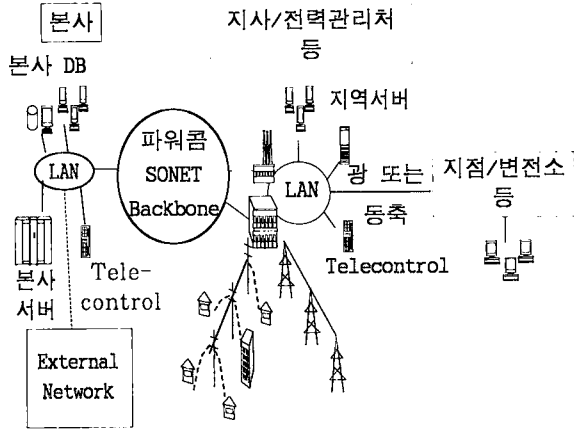 본사
본사 DB
LAN
본사
서버
Tele-
control
External
Network
파워콤
SONET
Backbone
지사/전력관리처
등
지역서버
LAN
Telecontrol
광 또는
동축
지점/변전소
등